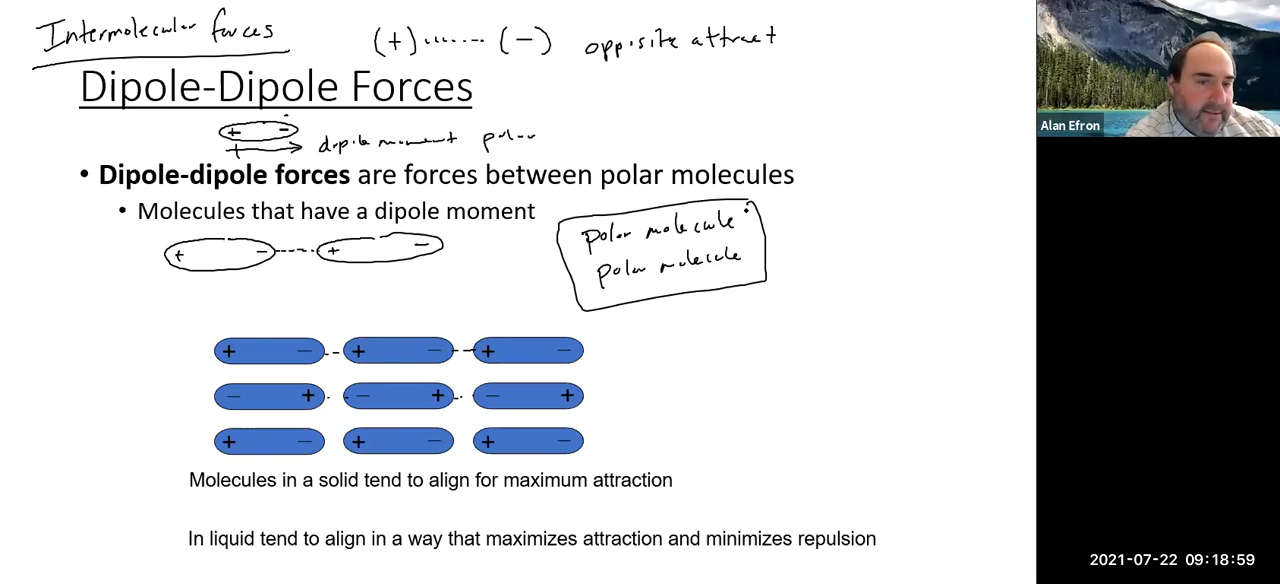 Intermolecular forces
(+)······(-) opposite attract
Dipole-Dipole Forces
+ -
dipole moment polar
• Dipole-dipole forces are forces between polar molecules
• Molecules that have a dipole moment
+ - ---- + -
polar molecule
polar molecule
+ - + - + -
- + - + - +
+ - + - + -
Molecules in a solid tend to align for maximum attraction
In liquid tend to align in a way that maximizes attraction and minimizes repulsion
Alan Efron
2021-07-22 09:18:59